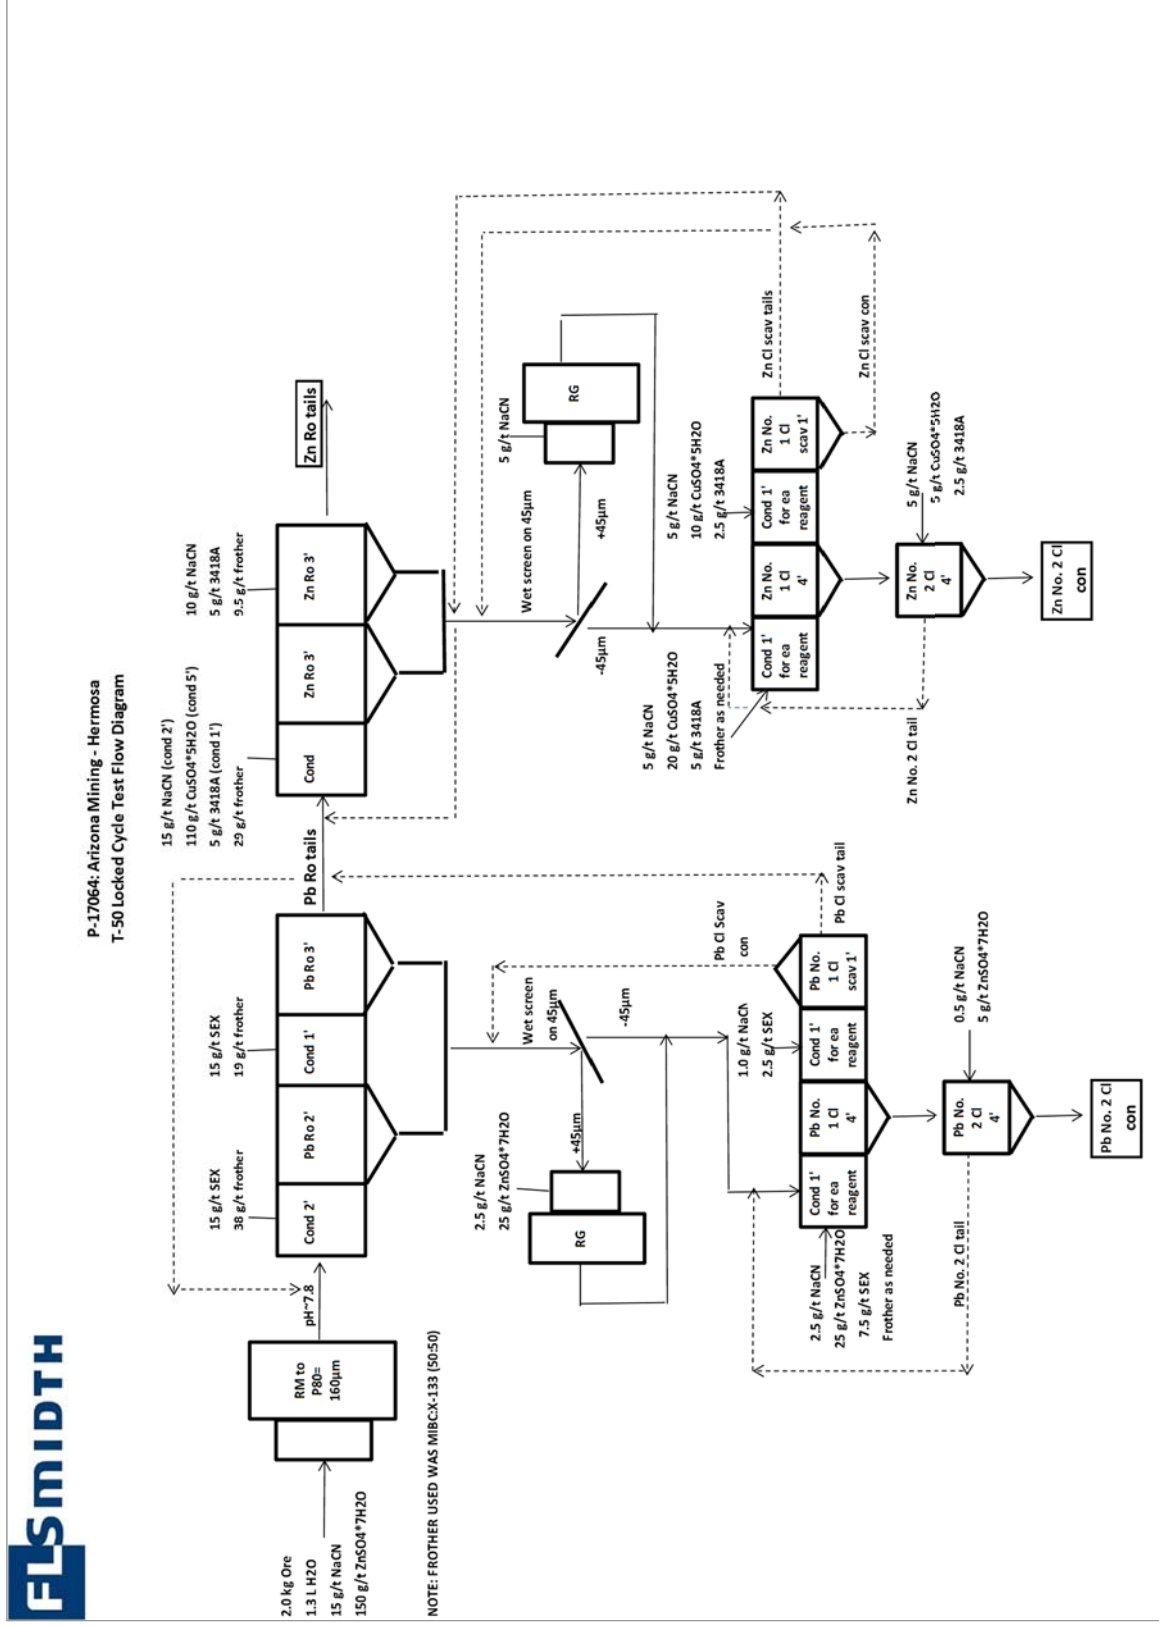 FLSMIDTH
P-17064: Arizona Mining - Hermosa
T-50 Locked Cycle Test Flow Diagram
2.0 kg Ore
1.3 L H2O
15 g/t NaCN
150 g/t ZnSO4*7H2O
RM to
P80=
160µm
pH~7.8
15 g/t SEX
38 g/t frother
Cond 2'
Pb Ro 2'
15 g/t SEX
19 g/t frother
Cond 1'
Pb Ro 3'
Pb Ro tails
15 g/t NaCN (cond 2')
110 g/t CuSO4*5H2O (cond 5')
5 g/t 3418A (cond 1')
29 g/t frother
Cond
Zn Ro 3'
10 g/t NaCN
5 g/t 3418A
9.5 g/t frother
Zn Ro 3'
Zn Ro tails
NOTE: FROTHER USED WAS MIBC:X-133 (50:50)
2.5 g/t NaCN
25 g/t ZnSO4*7H2O
RG
+45µm
Wet screen
on 45µm
-45µm
Pb Cl Scav
con
2.5 g/t NaCN
25 g/t ZnSO4*7H2O
7.5 g/t SEX
Frother as needed
Cond 1'
for ea
reagent
Pb No.
1 Cl
4'
1.0 g/t NaCN
2.5 g/t SEX
Cond 1'
for ea
reagent
Pb No.
1 Cl
scav 1'
Pb Cl scav tail
Pb No. 2 Cl tail
Pb No.
2 Cl
4'
0.5 g/t NaCN
5 g/t ZnSO4*7H2O
Pb No. 2 Cl
con
Wet screen on 45µm
-45µm
+45µm
5 g/t NaCN
RG
5 g/t NaCN
20 g/t CuSO4*5H2O
5 g/t 3418A
Frother as needed
Cond 1'
for ea
reagent
Zn No.
1 Cl
4'
5 g/t NaCN
10 g/t CuSO4*5H2O
2.5 g/t 3418A
Cond 1'
for ea
reagent
Zn No.
1 Cl
scav 1'
Zn Cl scav tails
Zn Cl scav con
Zn No. 2 Cl tail
Zn No.
2 Cl
4'
5 g/t NaCN
5 g/t CuSO4*5H2O
2.5 g/t 3418A
Zn No. 2 Cl
con